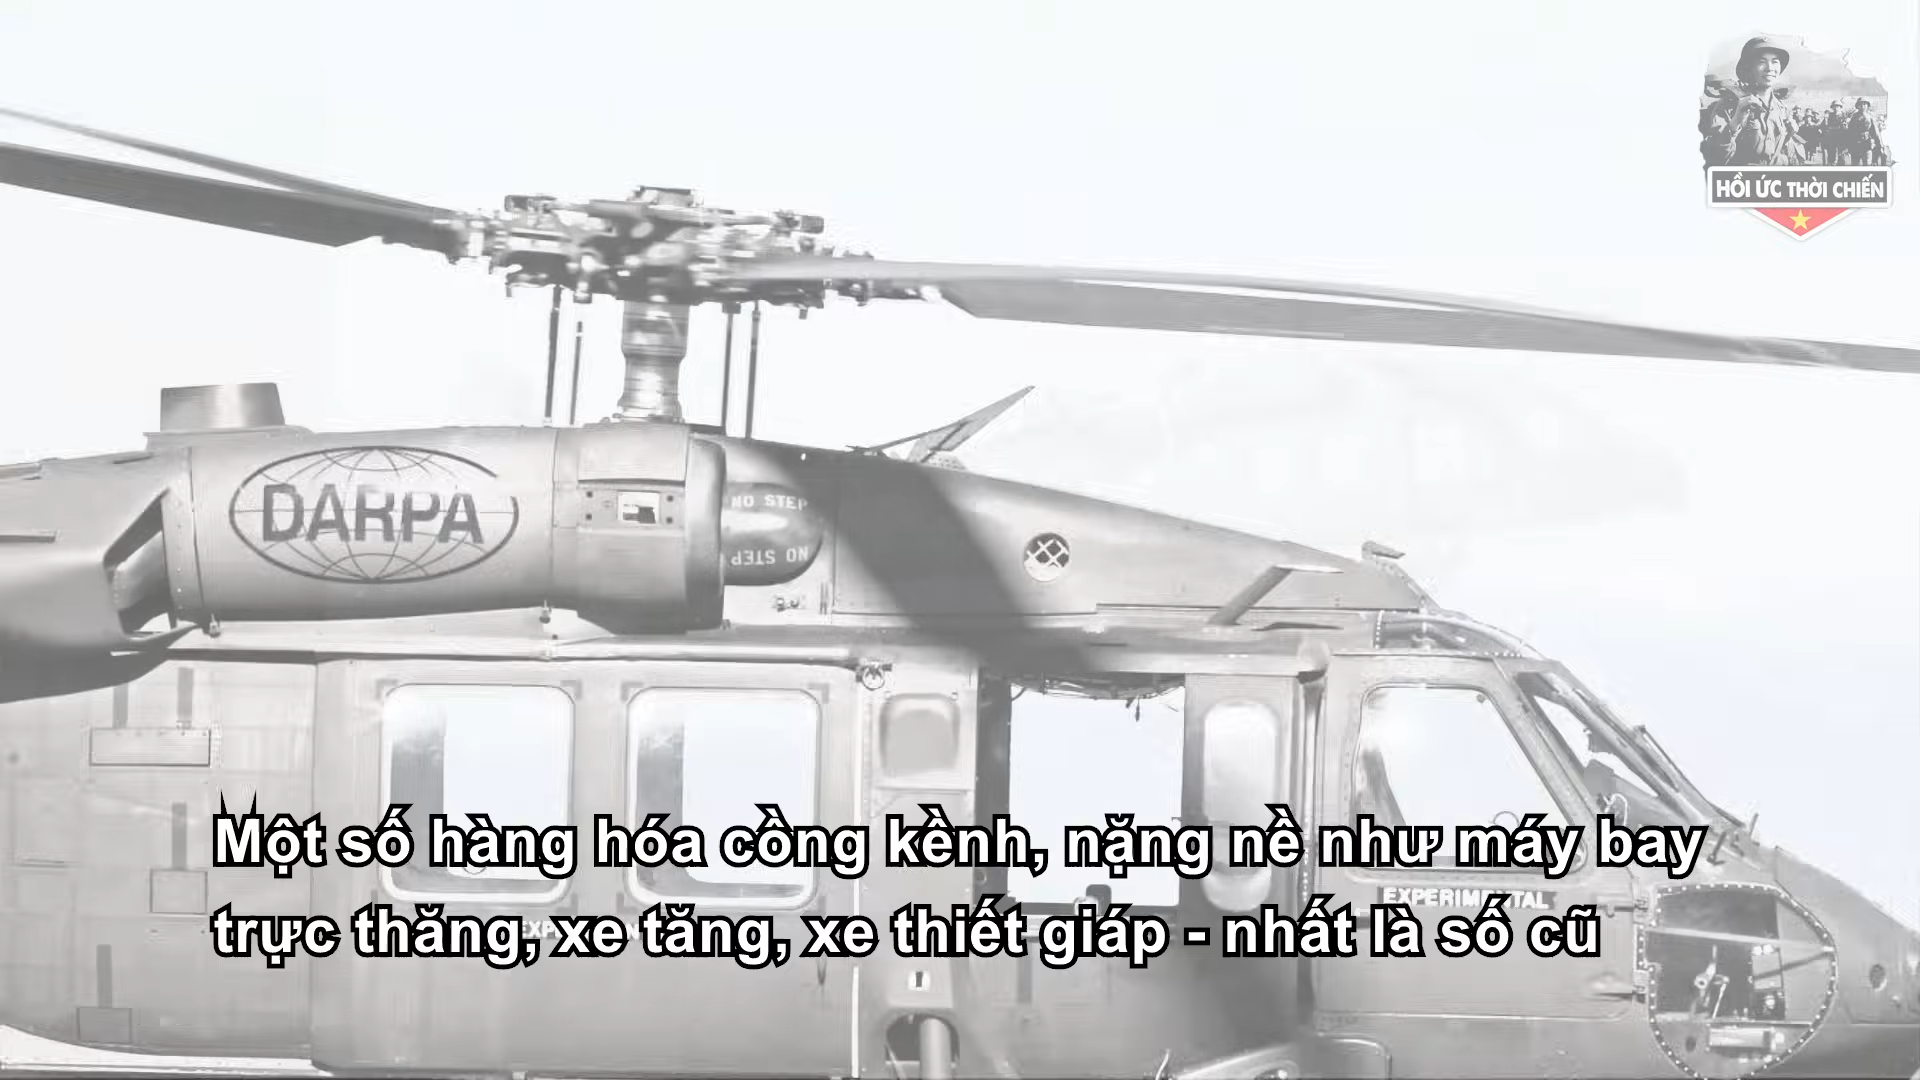 HỒI ỨC THỜI CHIẾN
DARPA
NO STEP
NO STEP
EXPERIMENTAL
Một số hàng hóa cồng kềnh, nặng nề như máy bay
trực thăng, xe tăng, xe thiết giáp - nhất là số cũ